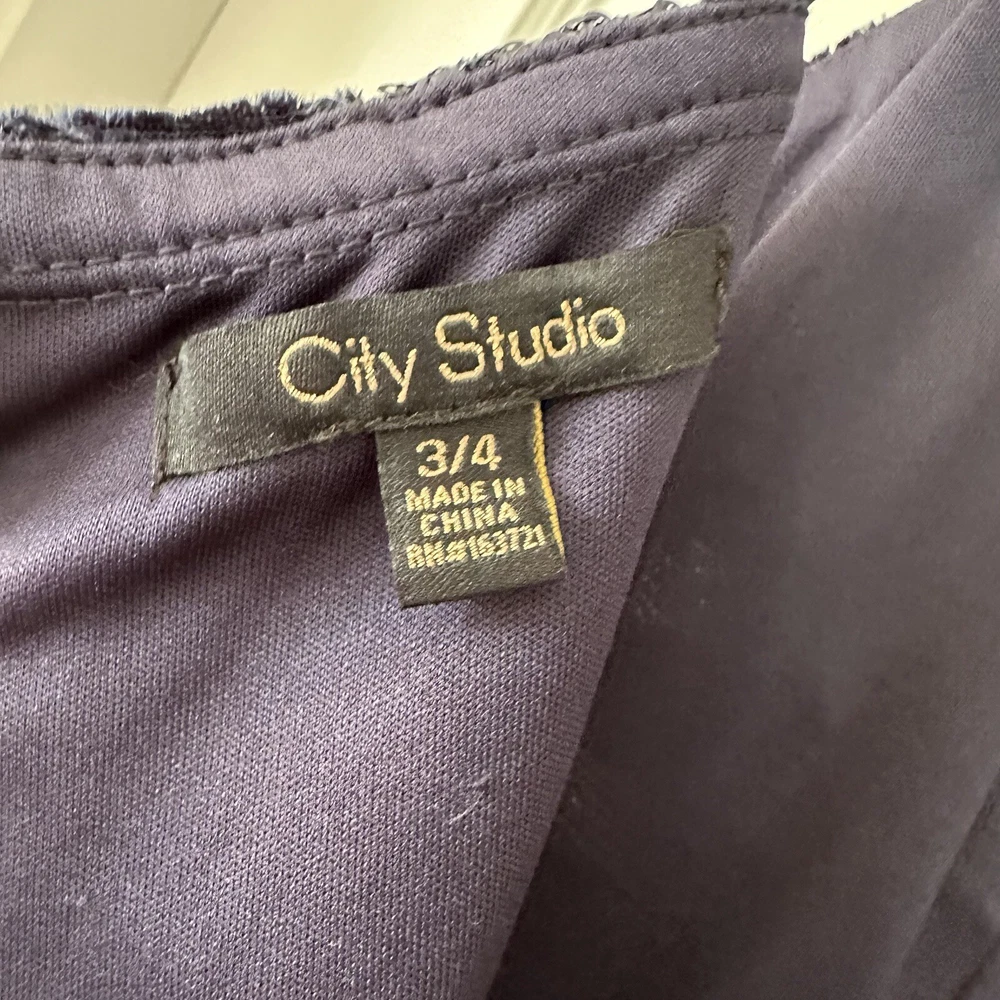 City Studio
3/4
MADE IN
CHINA
RN#163721